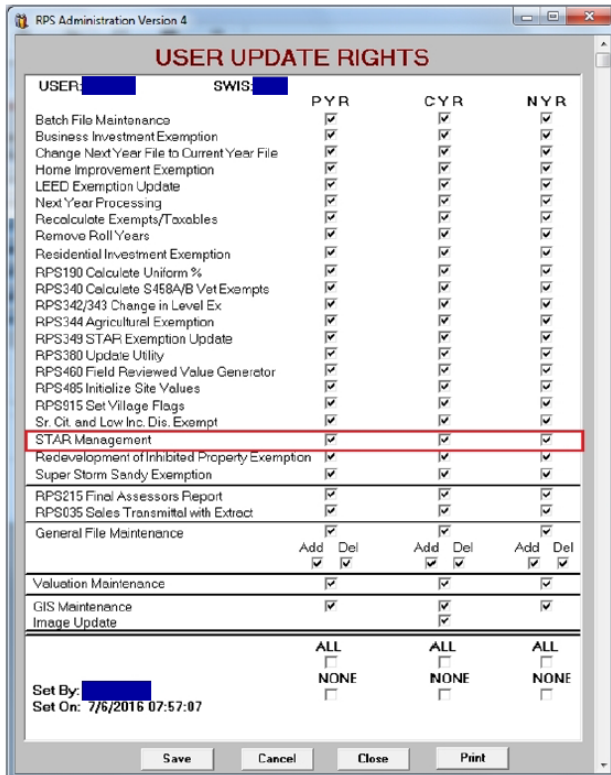 RPS Administration Version 4
USER UPDATE RIGHTS
USER: SWIS:
PYR CYR NYR
Batch File Maintenance
Business Investment Exemption
Change Next Year File to Current Year File
Home Improvement Exemption
LEED Exemption Update
Next Year Processing
Recalculate Exempts/Taxables
Remove Roll Years
Residential Investment Exemption
RPS190 Calculate Uniform %
RPS340 Calculate S458A/B Vet Exempts
RPS342/343 Change in Level Ex
RPS344 Agricultural Exemption
RPS349 STAR Exemption Update
RPS380 Update Utility
RPS460 Field Reviewed Value Generator
RPS485 Initialize Site Values
RPS915 Set Village Flags
Sr. Cit. and Low Inc. Dis. Exempt
STAR Management
Redevelopment of Inhibited Property Exemption
Super Storm Sandy Exemption
RPS215 Final Assessors Report
RPS035 Sales Transmittal with Extract
General File Maintenance
Add Del Add Del Add Del
Valuation Maintenance
GIS Maintenance
Image Update
ALL ALL ALL
NONE NONE NONE
Set By:
Set On: 7/6/2016 07:57:07
Save Cancel Close Print